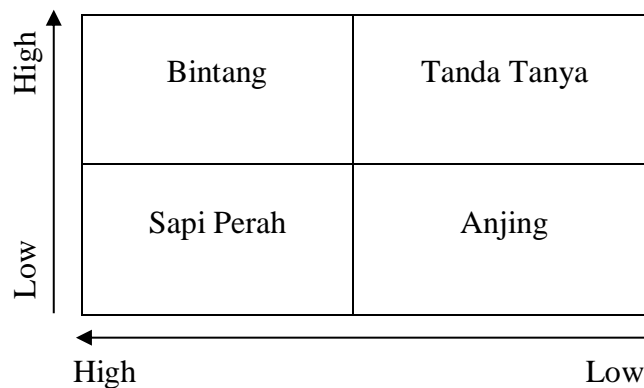 High
Bintang
Tanda Tanya
Low
Sapi Perah
Anjing
High
Low